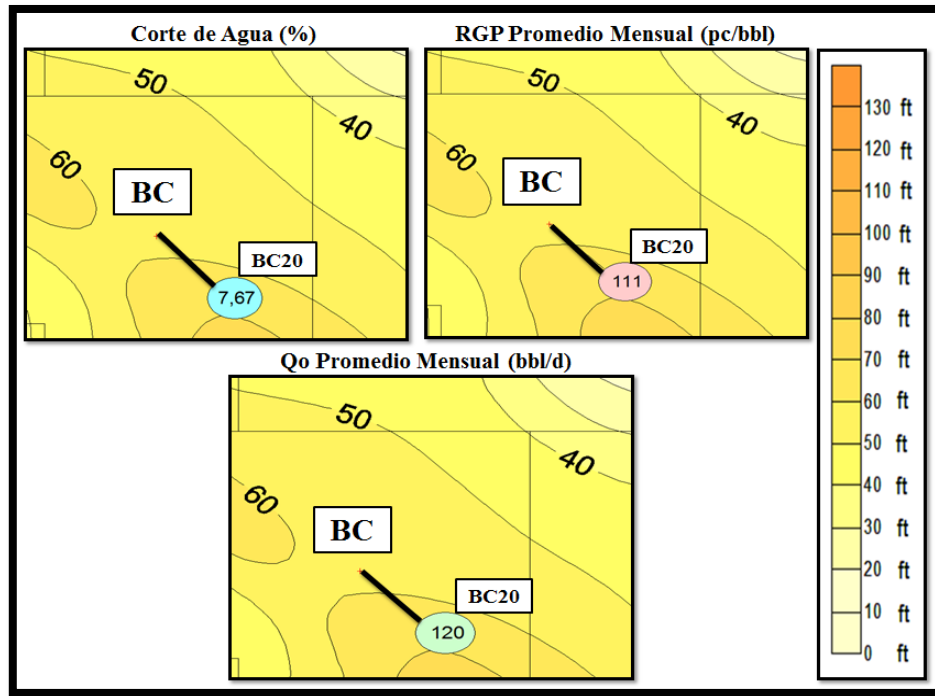 Corte de Agua (%)
50
40
60
BC
BC20
7,67
RGP Promedio Mensual (pc/bbl)
50
40
60
BC
BC20
111
Qo Promedio Mensual (bbl/d)
50
40
60
BC
BC20
120
130 ft
120 ft
110 ft
100 ft
90 ft
80 ft
70 ft
60 ft
50 ft
40 ft
30 ft
20 ft
10 ft
0 ft